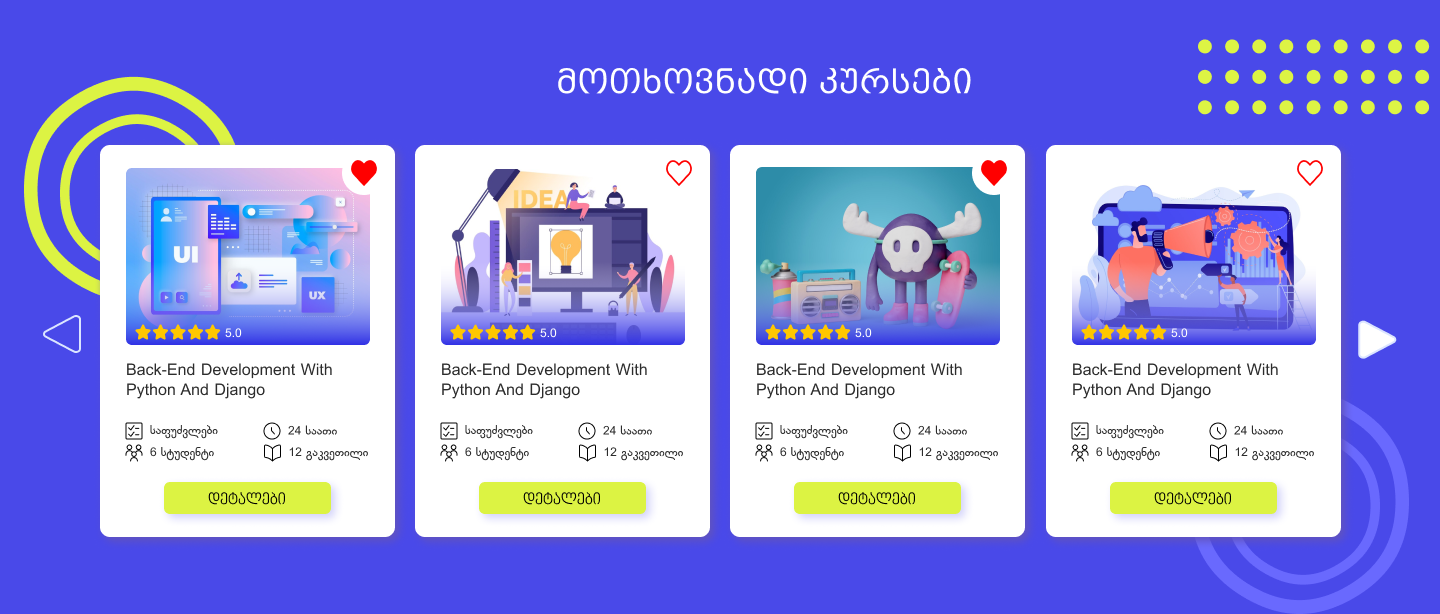 მოთხოვნადი კურსები
UI
UX
5.0
Back-End Development With
Python And Django
საფუძვლები
24 საათი
6 სტუდენტი
12 გაკვეთილი
დეტალები
IDEA
5.0
Back-End Development With
Python And Django
საფუძვლები
24 საათი
6 სტუდენტი
12 გაკვეთილი
დეტალები
5.0
Back-End Development With
Python And Django
საფუძვლები
24 საათი
6 სტუდენტი
12 გაკვეთილი
დეტალები
5.0
Back-End Development With
Python And Django
საფუძვლები
24 საათი
6 სტუდენტი
12 გაკვეთილი
დეტალები